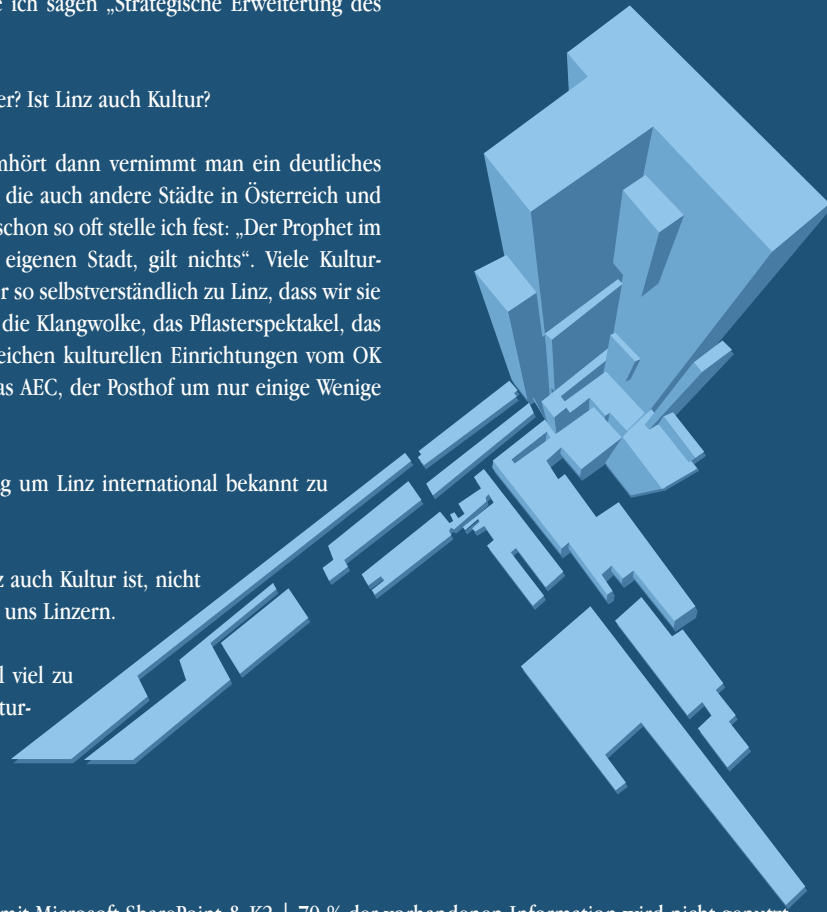 ich sagen „Strategische Erweiterung des
er? Ist Linz auch Kultur?
hört dann vernimmt man ein deutliches
die auch andere Städte in Österreich und
schon so oft stelle ich fest: „Der Prophet im
eigenen Stadt, gilt nichts“. Viele Kultur-
r so selbstverständlich zu Linz, dass wir sie
die Klangwolke, das Pflasterspektakel, das
eichen kulturellen Einrichtungen vom OK
as AEC, der Posthof um nur einige Wenige
g um Linz international bekannt zu
z auch Kultur ist, nicht
uns Linzern.
l viel zu
tur-
mit Microsoft SharePoint & K2 | 70 % der vorhandenen Information wird nicht genutzt